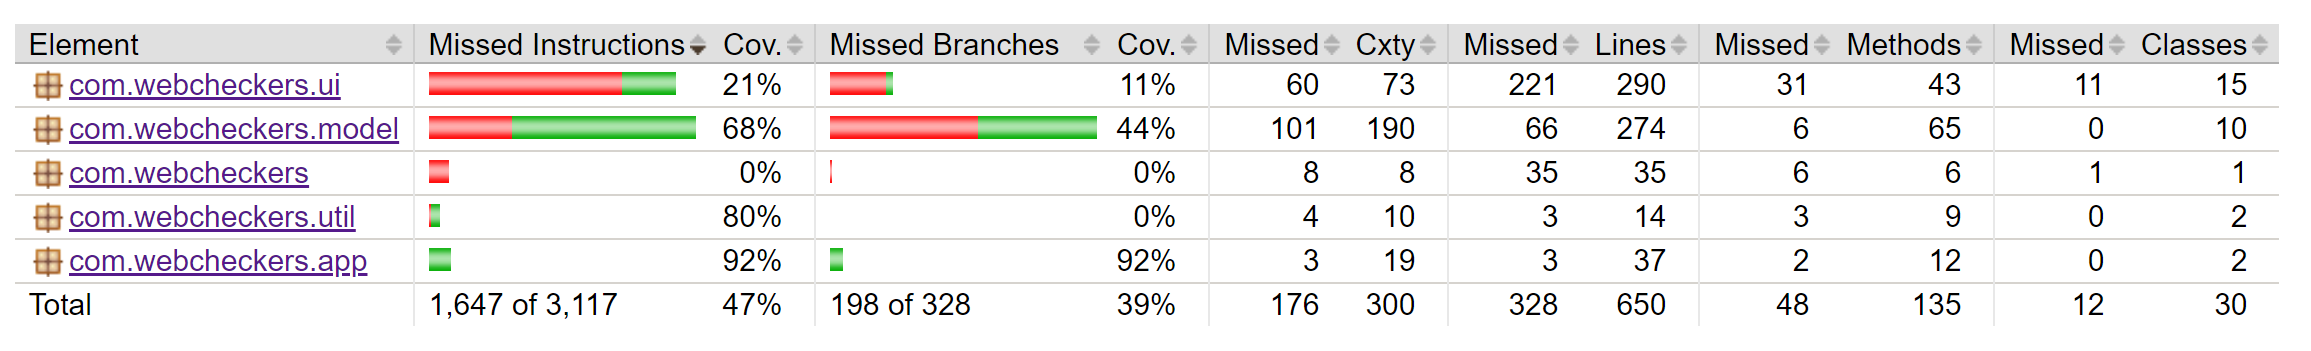 Element Missed Instructions Cov. Missed Branches Cov. Missed Cxty Missed Lines Missed Methods Missed Classes
com.webcheckers.ui 21% 11% 60 73 221 290 31 43 11 15
com.webcheckers.model 68% 44% 101 190 66 274 6 65 0 10
com.webcheckers 0% 0% 8 8 35 35 6 6 1 1
com.webcheckers.util 80% 0% 4 10 3 14 3 9 0 2
com.webcheckers.app 92% 92% 3 19 3 37 2 12 0 2
Total 1,647 of 3,117 47% 198 of 328 39% 176 300 328 650 48 135 12 30